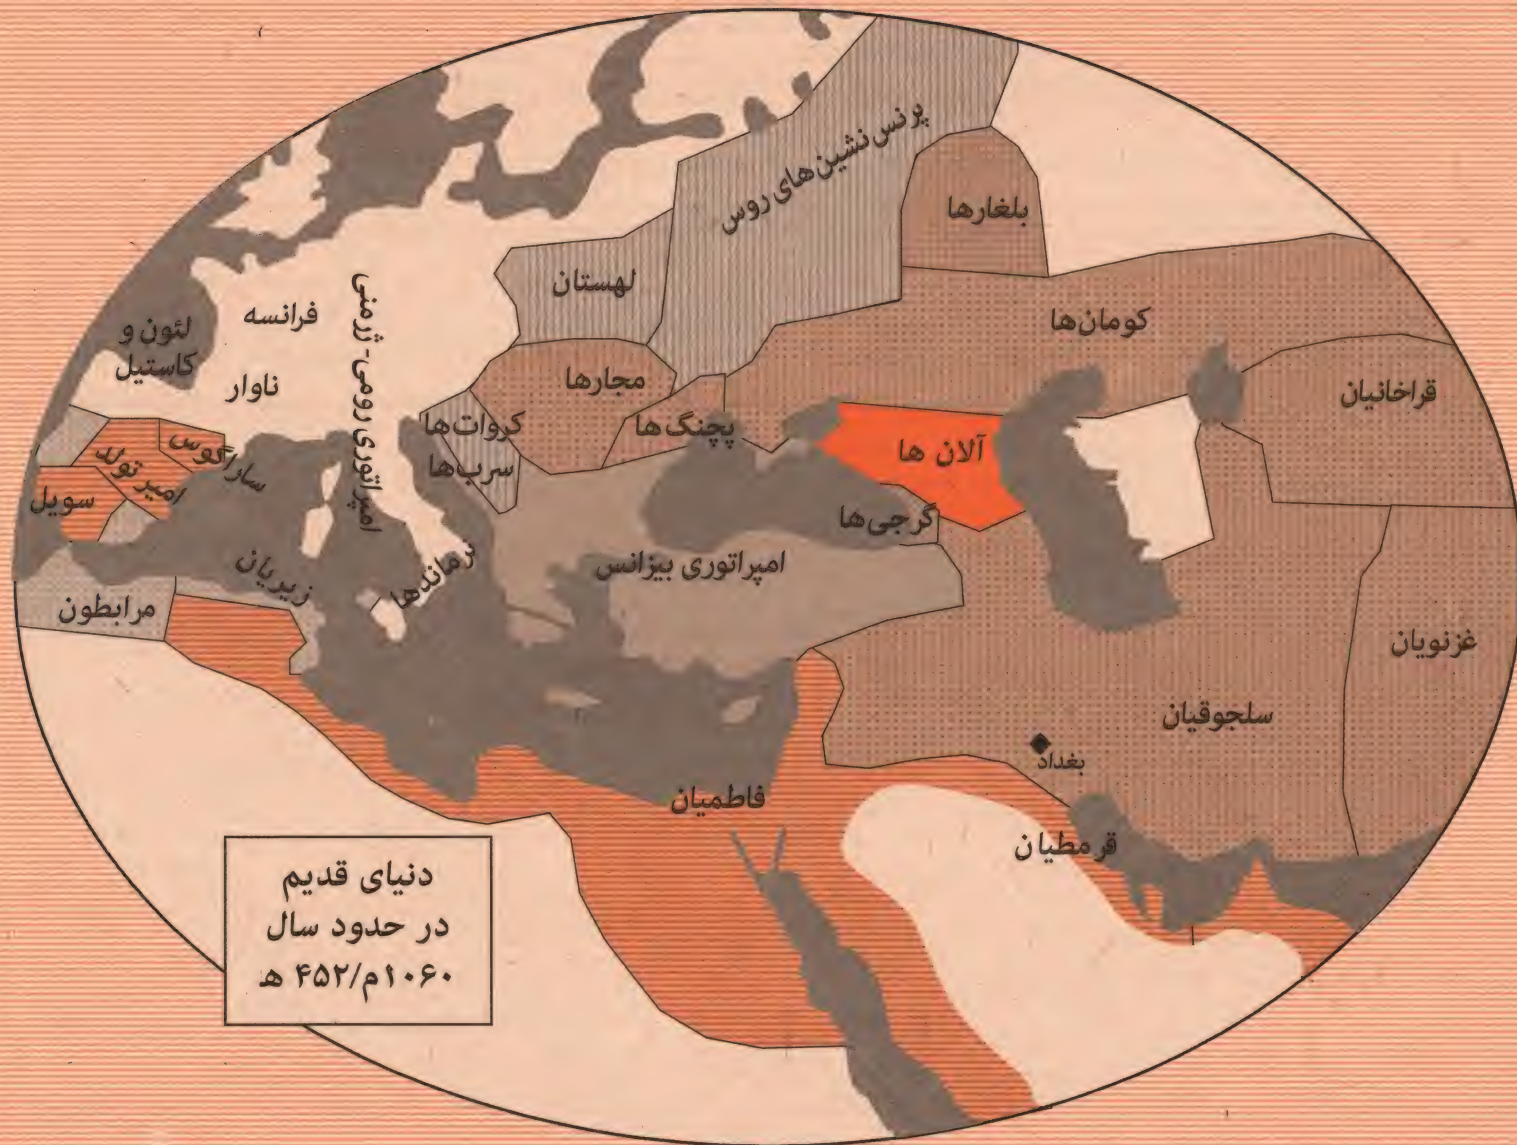 پرنس نشین‌های روس
بلغارها
لهستان
فرانسه
امپراتوری رومی-ژرمنی
لئون و
کاستیل
ناوار
کومان‌ها
قراخانیان
مجارها
پچنگ‌ها
کروات‌ها
سرب‌ها
آلان ها
ساراگوس
امیر تولد
سویل
گرجی‌ها
امپراتوری بیزانس
نرماندها
زیریان
مرابطون
غزنویان
سلجوقیان
بغداد
فاطمیان
قرمطیان
دنیای قدیم
در حدود سال
۱۰۶۰م/۴۵۲ ه